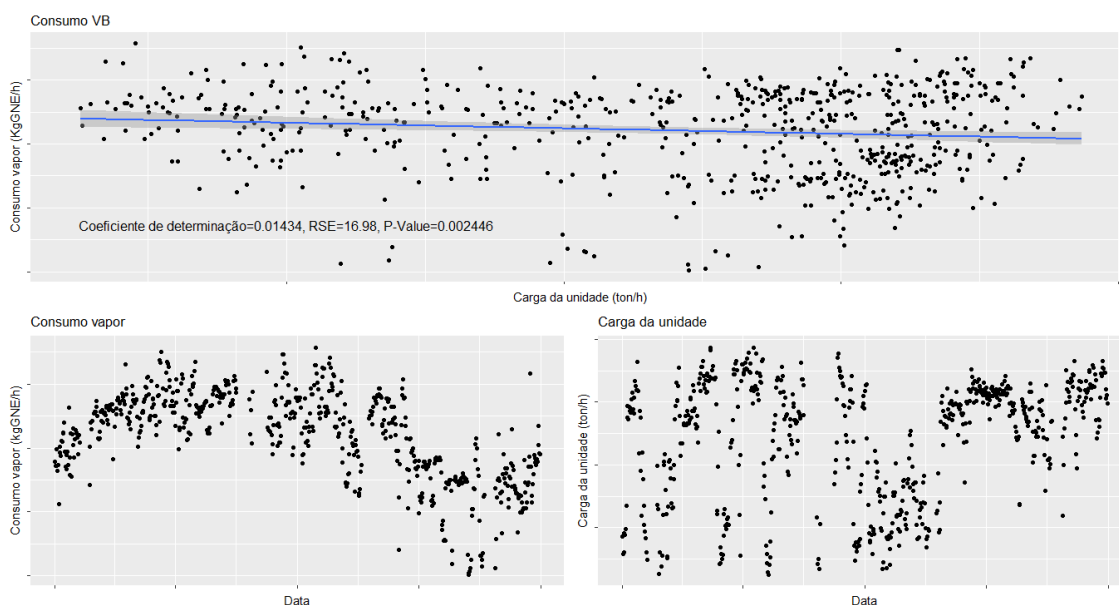 Consumo VB
Consumo vapor (KgGNE/h)
Coeficiente de determinação=0.01434, RSE=16.98, P-Value=0.002446
Carga da unidade (ton/h)
Consumo vapor
Consumo vapor (kgGNE/h)
Data
Carga da unidade
Carga da unidade (ton/h)
Data